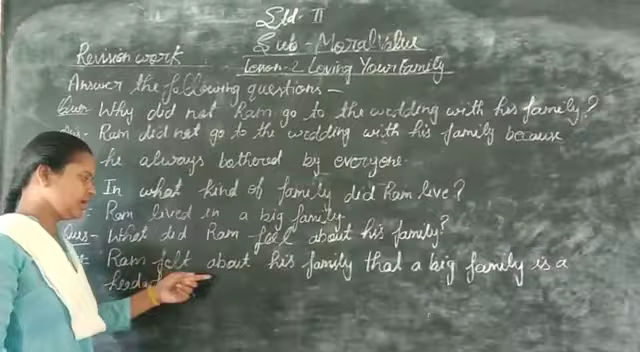 Std- II
Sub - Moral Value
Revision work
Lesson-2 Loving Your Family
Answer the following questions —
Ques- Why did not Ram go to the wedding with his family?
Ans- Ram did not go to the wedding with his family because
he always bothered by everyone.
In what kind of family did Ram live?
Ram lived in a big family.
Ques- What did Ram feel about his family?
Ram felt about his family that a big family is a